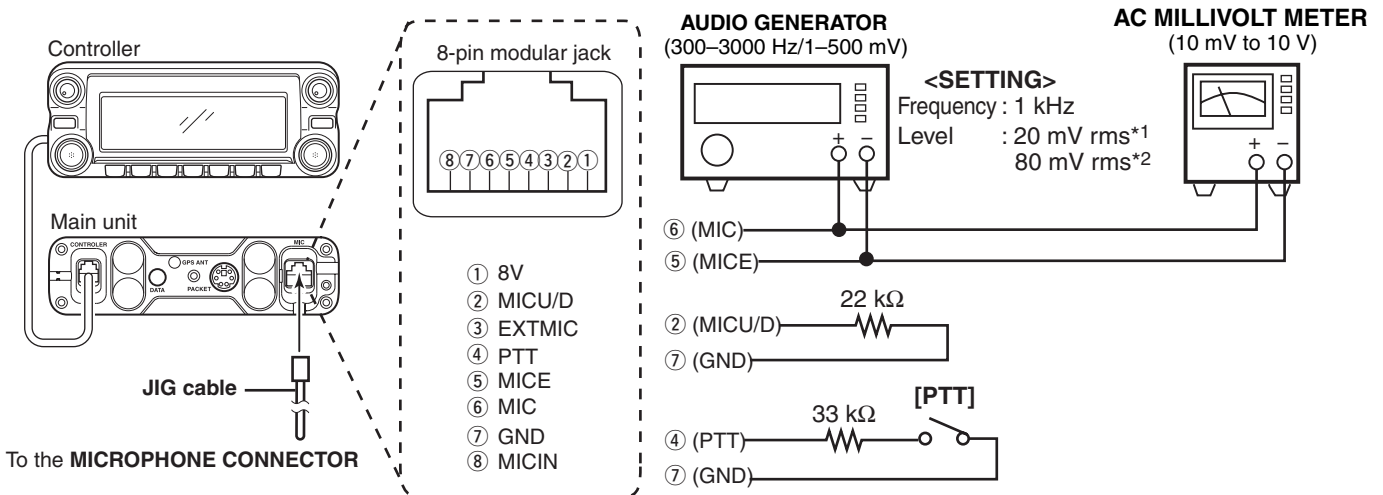 Controller
Main unit
CONTROLER
GPS ANT
DATA
PACKET
MIC
JIG cable
To the MICROPHONE CONNECTOR
8-pin modular jack
⑧⑦⑥⑤④③②①
① 8V
② MICU/D
③ EXTMIC
④ PTT
⑤ MICE
⑥ MIC
⑦ GND
⑧ MICIN
AUDIO GENERATOR
(300–3000 Hz/1–500 mV)
+ –
<SETTING>
Frequency : 1 kHz
Level : 20 mV rms*1
80 mV rms*2
AC MILLIVOLT METER
(10 mV to 10 V)
+ –
⑥ (MIC)
⑤ (MICE)
22 kΩ
② (MICU/D)
⑦ (GND)
33 kΩ
[PTT]
④ (PTT)
⑦ (GND)